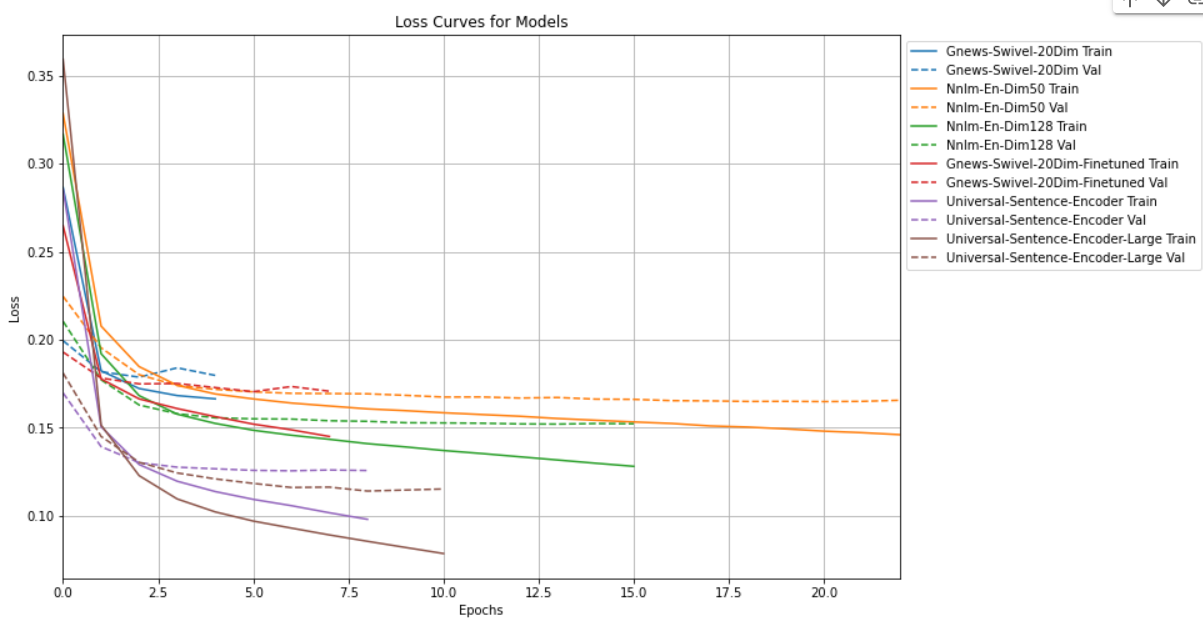 Loss Curves for Models
0.35
0.30
0.25
0.20
0.15
0.10
Loss
0.0 2.5 5.0 7.5 10.0 12.5 15.0 17.5 20.0
Epochs
Gnews-Swivel-20Dim Train
Gnews-Swivel-20Dim Val
Nnlm-En-Dim50 Train
Nnlm-En-Dim50 Val
Nnlm-En-Dim128 Train
Nnlm-En-Dim128 Val
Gnews-Swivel-20Dim-Finetuned Train
Gnews-Swivel-20Dim-Finetuned Val
Universal-Sentence-Encoder Train
Universal-Sentence-Encoder Val
Universal-Sentence-Encoder-Large Train
Universal-Sentence-Encoder-Large Val